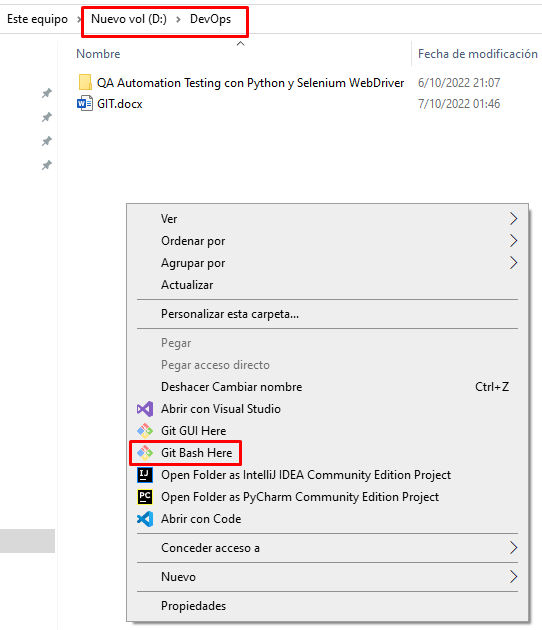 Este equipo > Nuevo vol (D:) > DevOps
Nombre Fecha de modificación
QA Automation Testing con Python y Selenium WebDriver 6/10/2022 21:07
GIT.docx 7/10/2022 01:46
Ver
Ordenar por
Agrupar por
Actualizar
Personalizar esta carpeta...
Pegar
Pegar acceso directo
Deshacer Cambiar nombre Ctrl+Z
Abrir con Visual Studio
Git GUI Here
Git Bash Here
Open Folder as IntelliJ IDEA Community Edition Project
Open Folder as PyCharm Community Edition Project
Abrir con Code
Conceder acceso a
Nuevo
Propiedades